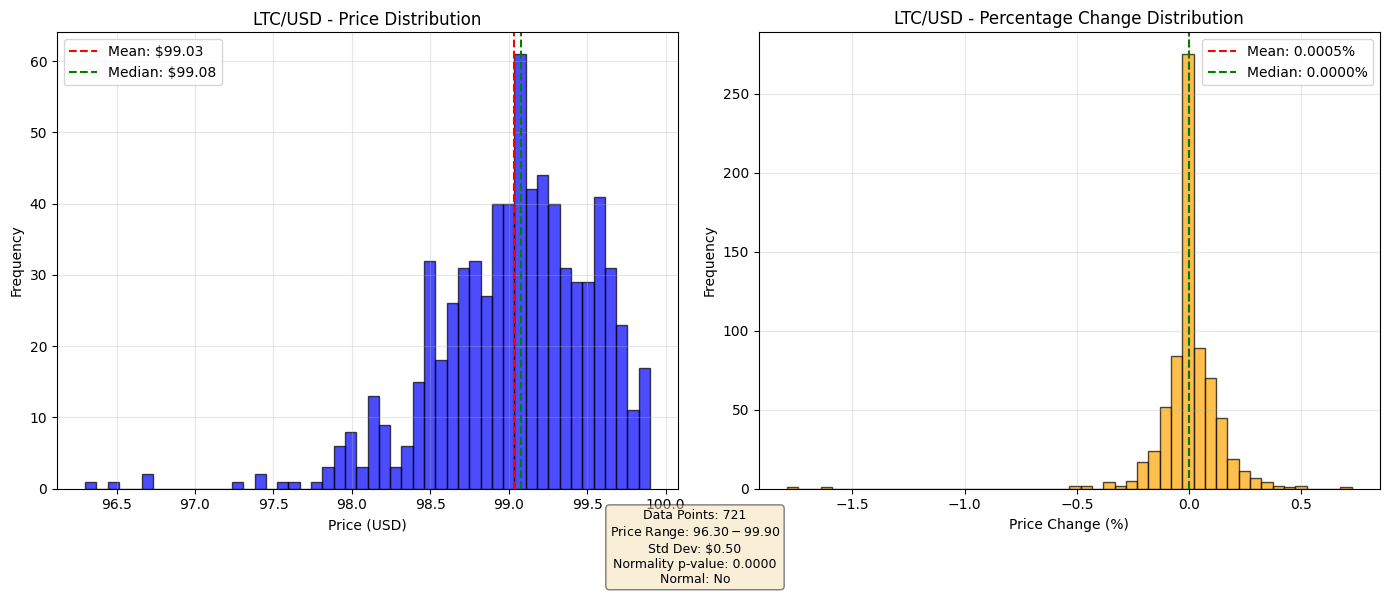 LTC/USD - Price Distribution
Mean: $99.03
Median: $99.08
Frequency
60
50
40
30
20
10
0
96.5
97.0
97.5
98.0
98.5
99.0
99.5
100.0
Price (USD)
LTC/USD - Percentage Change Distribution
Mean: 0.0005%
Median: 0.0000%
Frequency
250
200
150
100
50
0
−1.5
−1.0
−0.5
0.0
0.5
Price Change (%)
Data Points: 721
Price Range: 96.30 − 99.90
Std Dev: $0.50
Normality p-value: 0.0000
Normal: No